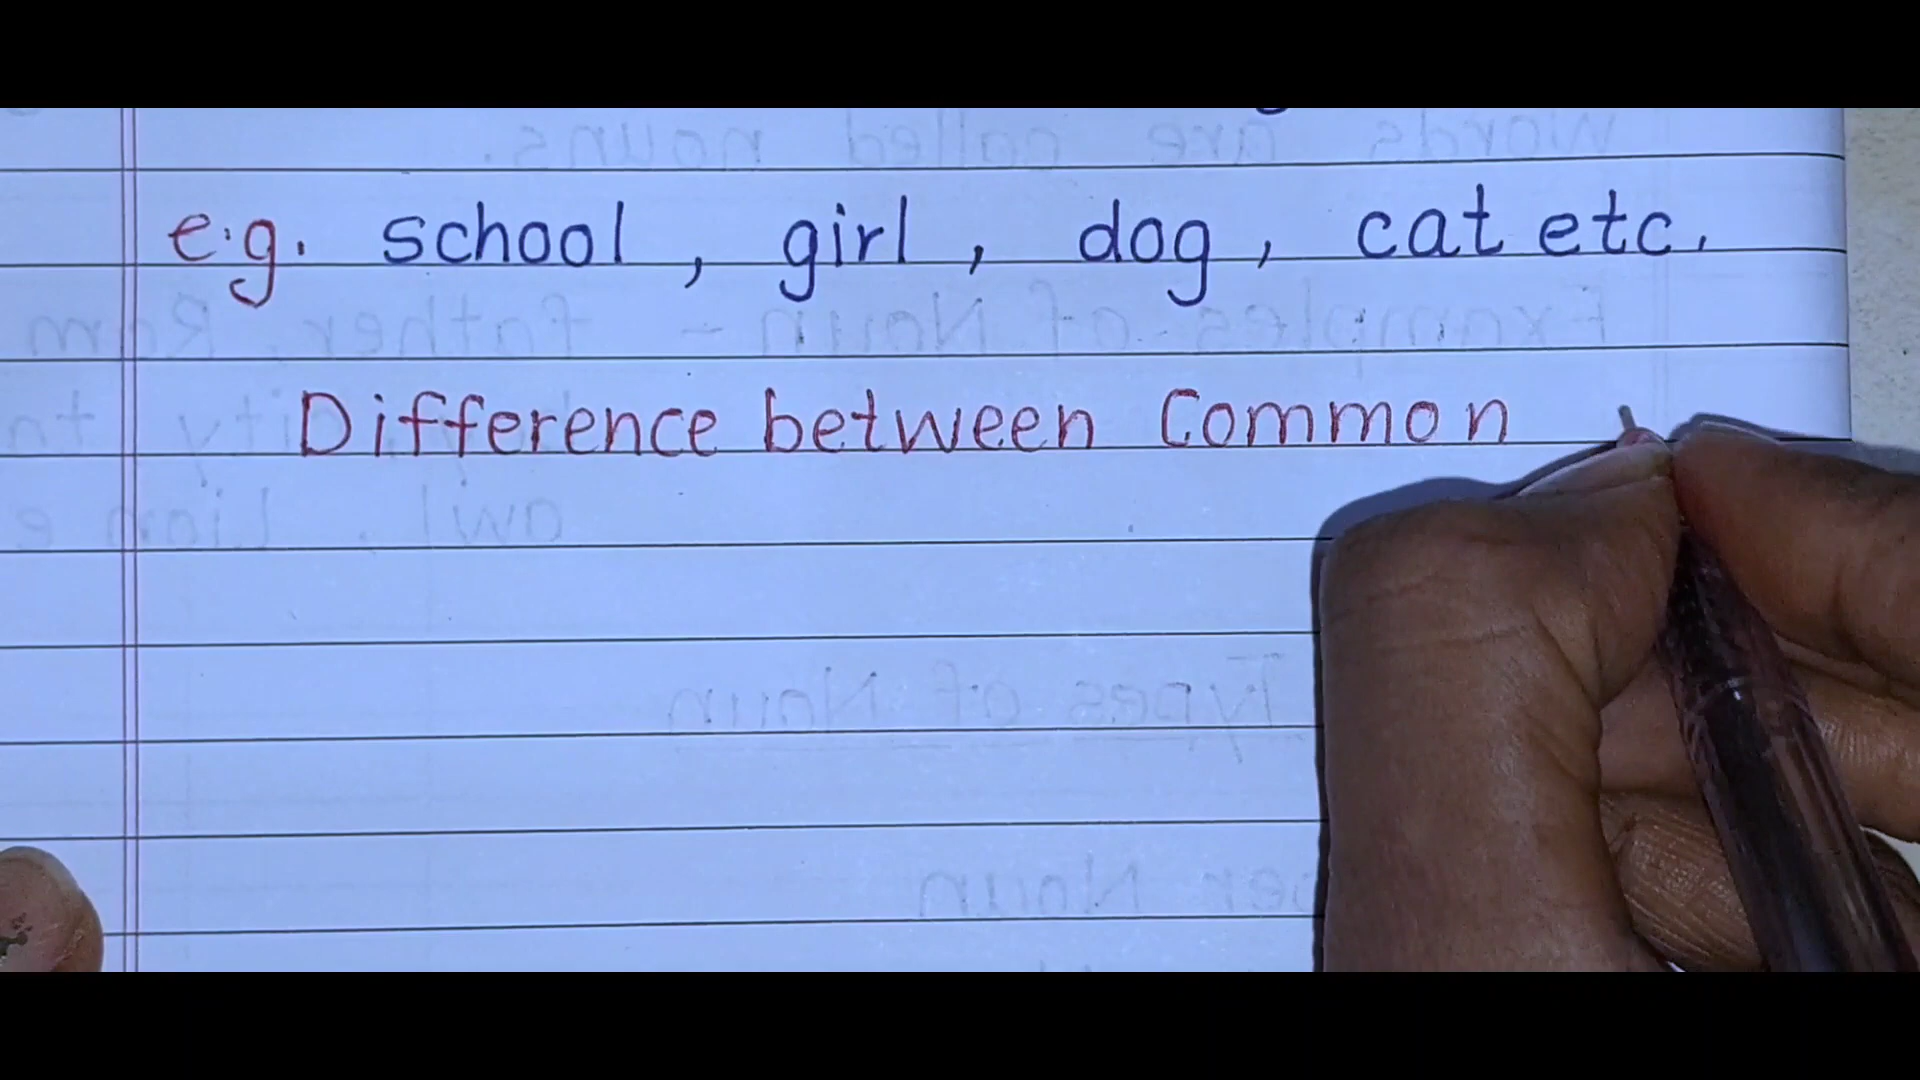 e.g. school, girl, dog, cat etc.
Difference between Common